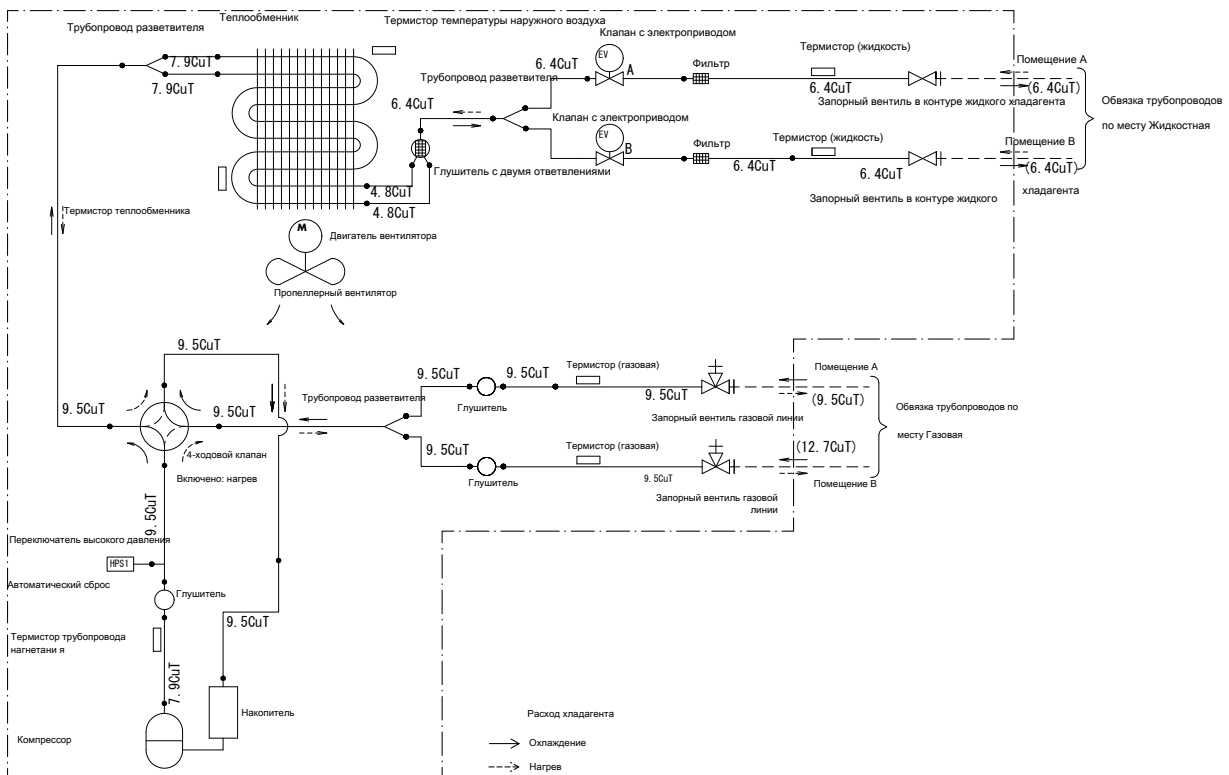 Теплообменник
Трубопровод разветвителя
Термистор температуры наружного воздуха
Клапан с электроприводом
7.9CuT
7.9CuT
Трубопровод разветвителя
6.4CuT
EV
A
Фильтр
Термистор (жидкость)
6.4CuT
Запорный вентиль в контуре жидкого хладагента
Помещение A
(6.4CuT)
Обвязка трубопроводов
по месту Жидкостная
6.4CuT
Клапан с электроприводом
EV
B
Фильтр
6.4CuT
Термистор (жидкость)
6.4CuT
Помещение B
(6.4CuT)
хладагента
Глушитель с двумя ответвлениями
Запорный вентиль в контуре жидкого
4.8CuT
4.8CuT
Термистор теплообменника
M
Двигатель вентилятора
Пропеллерный вентилятор
9.5CuT
9.5CuT
9.5CuT
Трубопровод разветвителя
9.5CuT
Глушитель
9.5CuT
Термистор (газовая)
9.5CuT
Запорный вентиль газовой линии
Помещение A
(9.5CuT)
Обвязка трубопроводов по
месту Газовая
4-ходовой клапан
Включено: нагрев
9.5CuT
Глушитель
Термистор (газовая)
9.5CuT
(12.7CuT)
Помещение B
Запорный вентиль газовой
линии
9.5CuT
Переключатель высокого давления
HPS1
Автоматический сброс
Глушитель
9.5CuT
Термистор трубопровода
нагнетани я
7.9CuT
Накопитель
Компрессор
Расход хладагента
Охлаждение
Нагрев